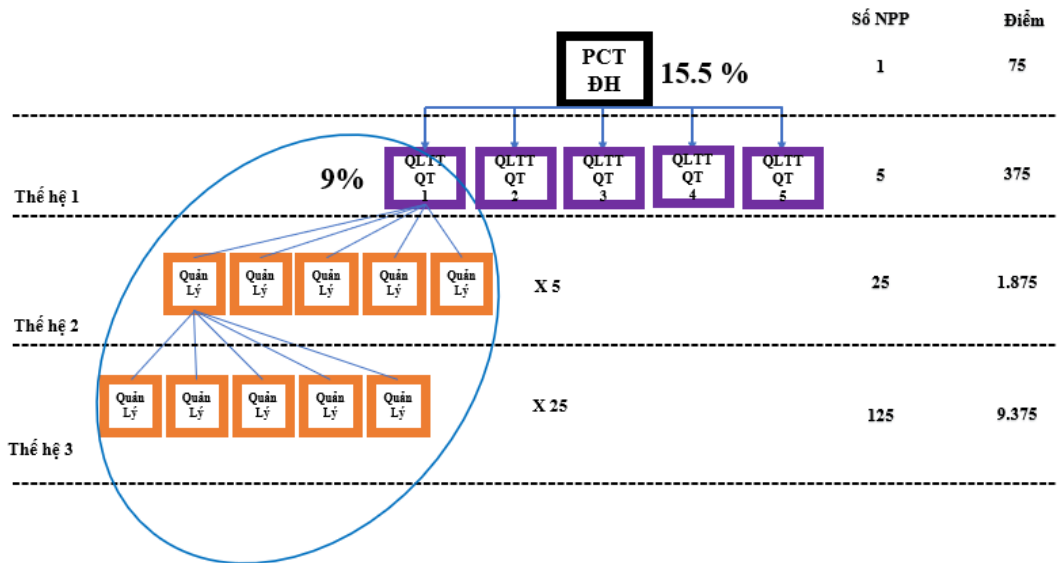 Số NPP
Điểm
PCT
ĐH
15.5 %
1
75
9%
QLTT
QT
1
QLTT
QT
2
QLTT
QT
3
QLTT
QT
4
QLTT
QT
5
5
375
Thế hệ 1
Quản
Lý
Quản
Lý
Quản
Lý
Quản
Lý
Quản
Lý
X 5
25
1.875
Thế hệ 2
Quản
Lý
Quản
Lý
Quản
Lý
Quản
Lý
Quản
Lý
X 25
125
9.375
Thế hệ 3